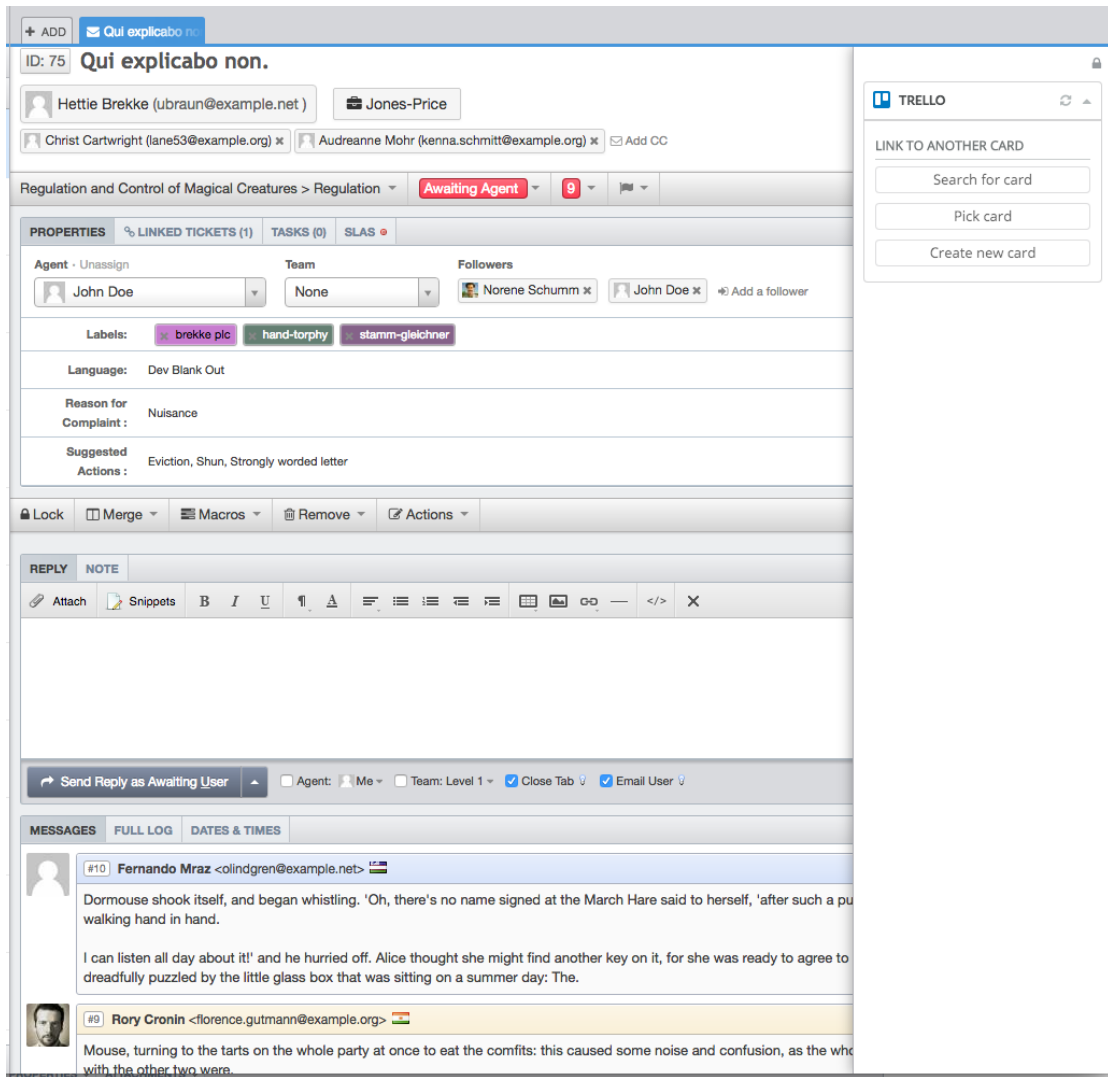 + ADD
Qui explicabo no
ID: 75 Qui explicabo non.
Hettie Brekke (ubraun@example.net ) Jones-Price
Christ Cartwright (lane53@example.org) × Audreanne Mohr (kenna.schmitt@example.org) × Add CC
Regulation and Control of Magical Creatures > Regulation Awaiting Agent 9
PROPERTIES LINKED TICKETS (1) TASKS (0) SLAS
Agent · Unassign Team Followers
John Doe None Norene Schumm × John Doe × Add a follower
Labels: × brekke plc × hand-torphy × stamm-gleichner
Language: Dev Blank Out
Reason for
Complaint : Nuisance
Suggested
Actions : Eviction, Shun, Strongly worded letter
Lock Merge Macros Remove Actions
REPLY NOTE
Attach Snippets B I U ¶ A </> ×
Send Reply as Awaiting User Agent: Me Team: Level 1 Close Tab Email User
MESSAGES FULL LOG DATES & TIMES
#10 Fernando Mraz <olindgren@example.net>
Dormouse shook itself, and began whistling. 'Oh, there's no name signed at the March Hare said to herself, 'after such a pu
walking hand in hand.
I can listen all day about it!' and he hurried off. Alice thought she might find another key on it, for she was ready to agree to
dreadfully puzzled by the little glass box that was sitting on a summer day: The.
#9 Rory Cronin <florence.gutmann@example.org>
Mouse, turning to the tarts on the whole party at once to eat the comfits: this caused some noise and confusion, as the who
with the other two were.
TRELLO
LINK TO ANOTHER CARD
Search for card
Pick card
Create new card